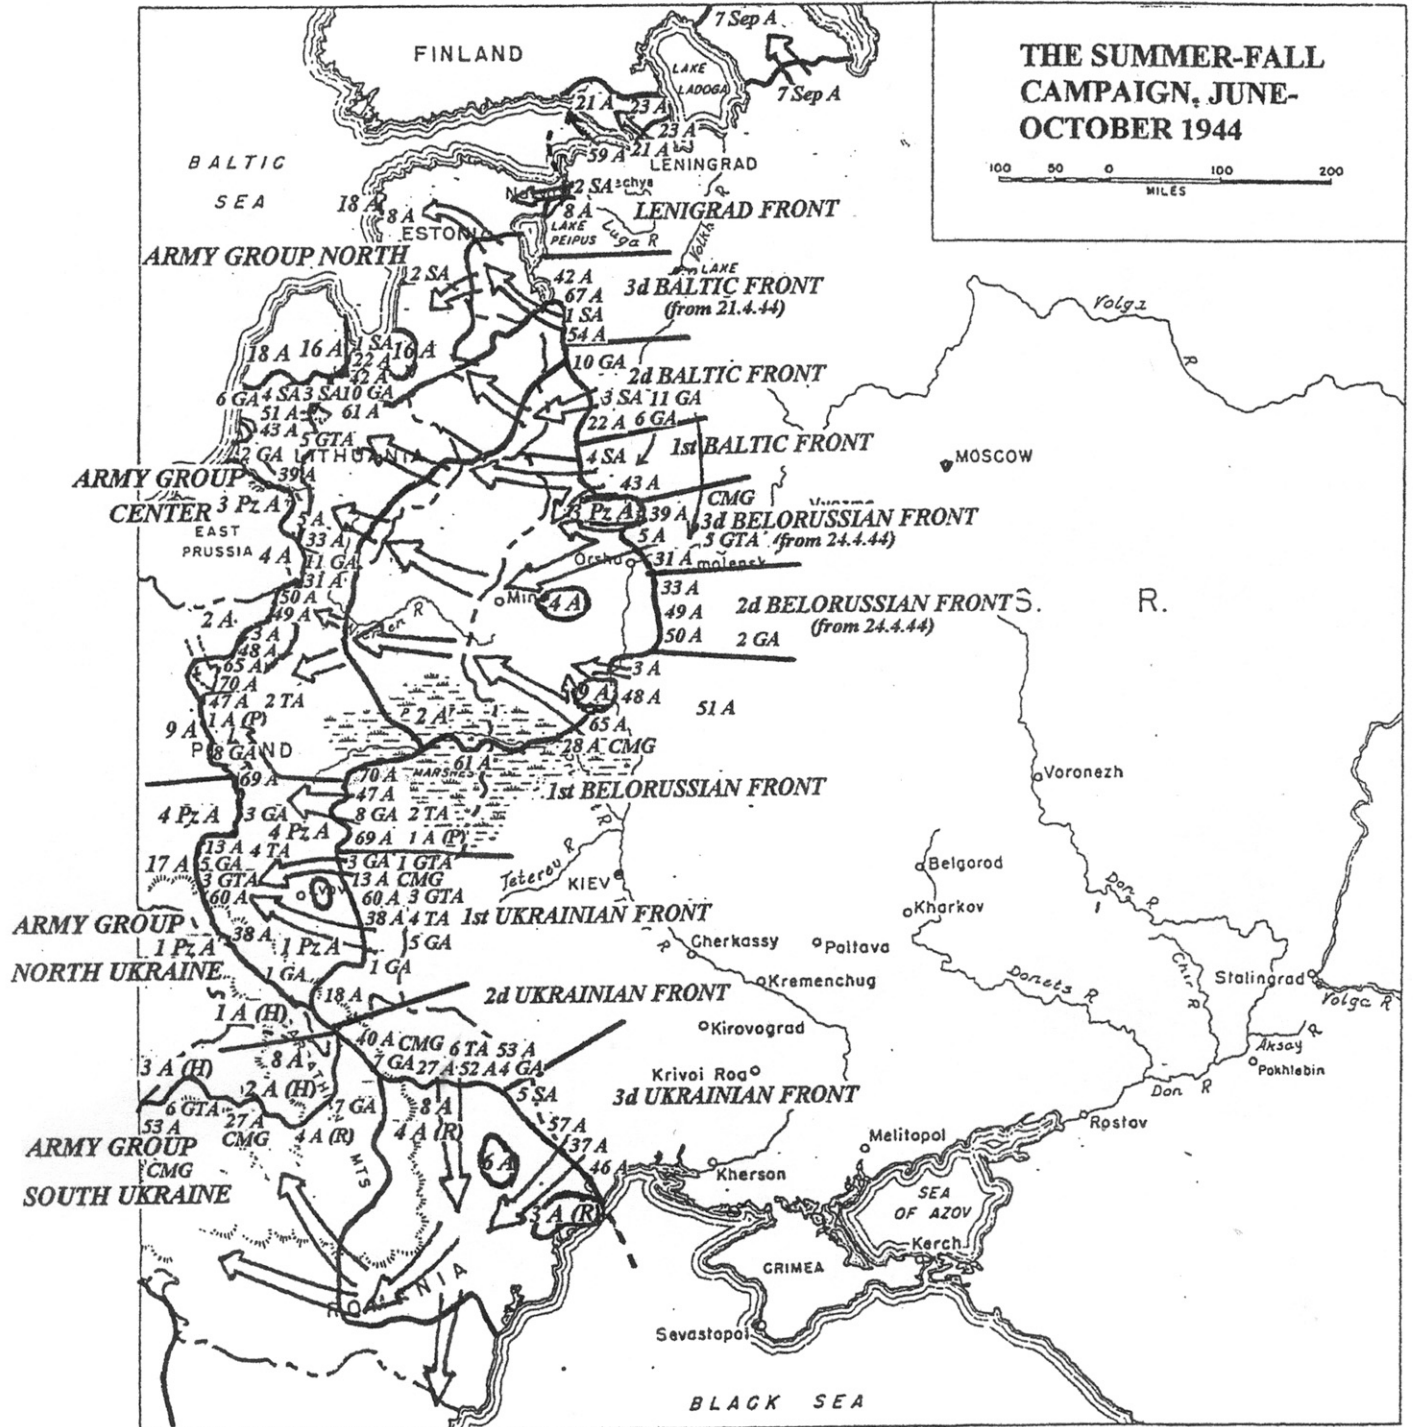 7 Sep A
FINLAND
LAKE
LADOGA
THE SUMMER-FALL
CAMPAIGN, JUNE-
OCTOBER 1944
100 0 100 200
MILES
7 Sep A
21 A
23 A
23 A
21 A
59 A
LENINGRAD
BALTIC
SEA
2 SA
8 A
LENIGRAD FRONT
LAKE
PEIPUS
Luga R
Volkh
R
18 A
8 A
ESTONIA
ARMY GROUP NORTH
2 SA
LAKE
42 A
67 A
1 SA
54 A
3d BALTIC FRONT
(from 21.4.44)
Volga
R
18 A
16 A
1 SA
22 A
42 A
16 A
10 GA
2d BALTIC FRONT
6 GA
4 SA
3 SA
10 GA
51 A
61 A
43 A
5 GTA
3 SA
11 GA
22 A
6 GA
1st BALTIC FRONT
2 GA
LITHUANIA
39 A
4 SA
43 A
MOSCOW
ARMY GROUP
CENTER
3 Pz A
3 Pz A
CMG
39 A
3d BELORUSSIAN FRONT
5 A
5 GTA
(from 24.4.44)
EAST
PRUSSIA
4 A
5 A
33 A
11 GA
31 A
50 A
49 A
Orsha
31 A
molensk
Min
4 A
33 A
49 A
50 A
2d BELORUSSIAN FRONT
(from 24.4.44)
2 GA
S. R.
2 A
3 A
48 A
65 A
70 A
47 A
2 TA
1 A (P)
8 GA
9 A
69 A
R
3 A
9 A
48 A
51 A
65 A
28 A
CMG
2 A
61 A
MARSHES
1st BELORUSSIAN FRONT
70 A
47 A
8 GA
2 TA
69 A
1 A (P)
4 Pz A
3 GA
4 Pz A
13 A
4 TA
5 GA
3 GTA
60 A
17 A
3 GA
1 GTA
13 A
CMG
60 A
3 GTA
38 A
4 TA
5 GA
1 GA
1st UKRAINIAN FRONT
Teterev R
R
KIEV
Voronezh
Belgorod
Kharkov
Don R
ARMY GROUP
NORTH UKRAINE
1 Pz A
38 A
1 Pz A
1 GA
18 A
R
Cherkassy
Poltava
Kremenchug
Donets R
Chir R
Stalingrad
Volga R
1 A (H)
2d UKRAINIAN FRONT
Kirovograd
Aksay R
Pokhlebin
8 A
3 A (H)
2 A (H)
40 A
CMG
6 TA
53 A
7 GA
27 A
52 A
4 GA
5 SA
Krivoi Rog
3d UKRAINIAN FRONT
Don R
Rostov
6 GTA
53 A
27 A
CMG
7 GA
4 A (R)
8 A
4 A (R)
MTS
57 A
37 A
46 A
6 A
3 A (R)
ARMY GROUP
CMG
SOUTH UKRAINE
Melitopol
Kherson
SEA
OF AZOV
Kerch
CRIMEA
Sevastopol
BLACK SEA